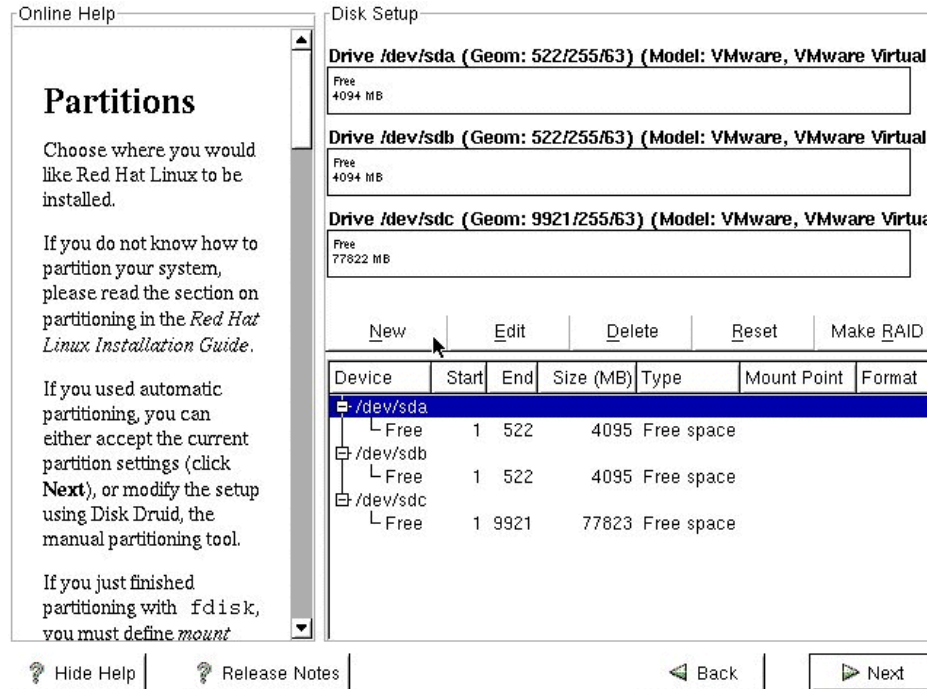 Online Help
Partitions
Choose where you would
like Red Hat Linux to be
installed.
If you do not know how to
partition your system,
please read the section on
partitioning in the Red Hat
Linux Installation Guide.
If you used automatic
partitioning, you can
either accept the current
partition settings (click
Next), or modify the setup
using Disk Druid, the
manual partitioning tool.
If you just finished
partitioning with fdisk,
you must define mount
Disk Setup
Drive /dev/sda (Geom: 522/255/63) (Model: VMware, VMware Virtual
Free
4094 MB
Drive /dev/sdb (Geom: 522/255/63) (Model: VMware, VMware Virtual
Free
4094 MB
Drive /dev/sdc (Geom: 9921/255/63) (Model: VMware, VMware Virtua
Free
77822 MB
New Edit Delete Reset Make RAID
Device Start End Size (MB) Type Mount Point Format
/dev/sda
Free 1 522 4095 Free space
/dev/sdb
Free 1 522 4095 Free space
/dev/sdc
Free 1 9921 77823 Free space
Hide Help Release Notes Back Next